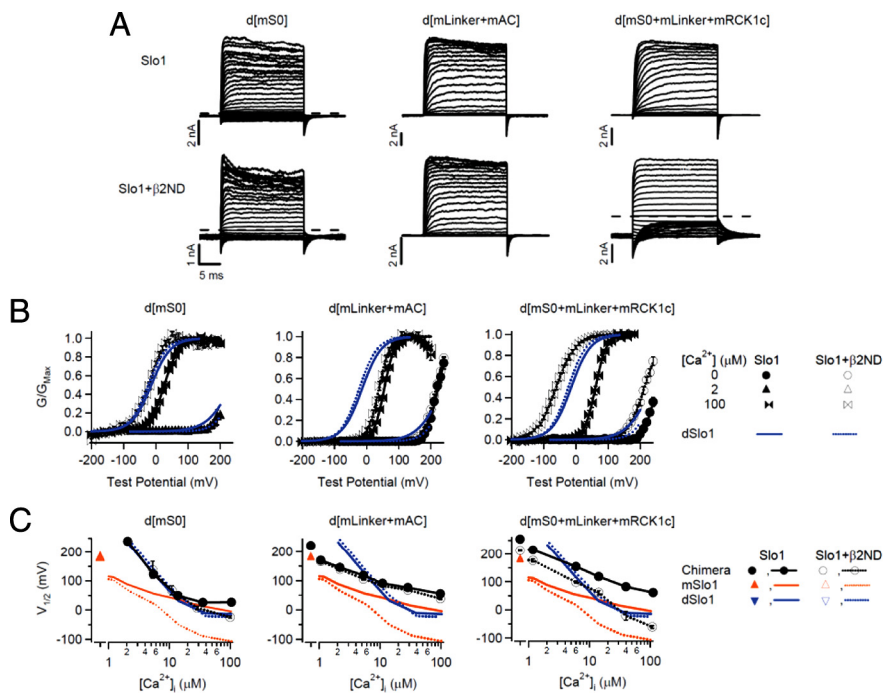 A
d[mS0] d[mLinker+mAC] d[mS0+mLinker+mRCK1c]
Slo1
2 nA 2 nA 2 nA
Slo1+β2ND
1 nA 2 nA 2 nA
5 ms
B
d[mS0] d[mLinker+mAC] d[mS0+mLinker+mRCK1c]
[Ca²⁺] (μM) Slo1 Slo1+β2ND
0
2
100
dSlo1
G/G_Max
1.0 1.0 1.0
0.8 0.8 0.8
0.6 0.6 0.6
0.4 0.4 0.4
0.2 0.2 0.2
0.0 0.0 0.0
-200 -100 0 100 200 -200 -100 0 100 200 -200 -100 0 100 200
Test Potential (mV) Test Potential (mV) Test Potential (mV)
C
d[mS0] d[mLinker+mAC] d[mS0+mLinker+mRCK1c]
Slo1 Slo1+β2ND
Chimera , ,
mSlo1 , ,
dSlo1 , ,
V₁/₂ (mV)
200 200 200
100 100 100
0 0 0
-100 -100 -100
2 4 6 2 4 6 2 4 6 2 4 6 2 4 6 2 4 6
1 10 100 1 10 100 1 10 100
[Ca²⁺]ᵢ (μM) [Ca²⁺]ᵢ (μM) [Ca²⁺]ᵢ (μM)